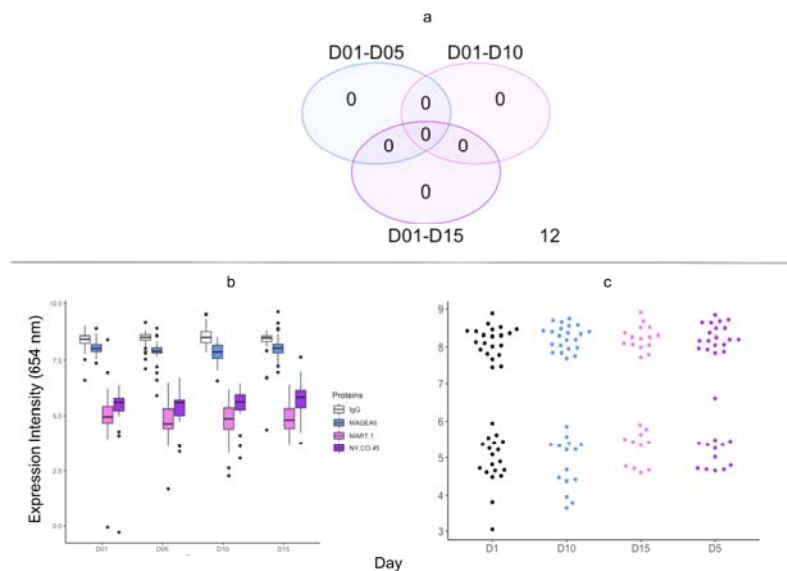 a
D01-D05 D01-D10
0 0 0
0
0 0
0
D01-D15 12
b c
Expression Intensity (654 nm)
10.0
7.5
5.0
2.5
0.0
D01 D05 D10 D15
Proteins
IgG
MAGEA5
MART.1
NY.CO.45
9
8
7
6
5
4
3
D1 D10 D15 D5
Day